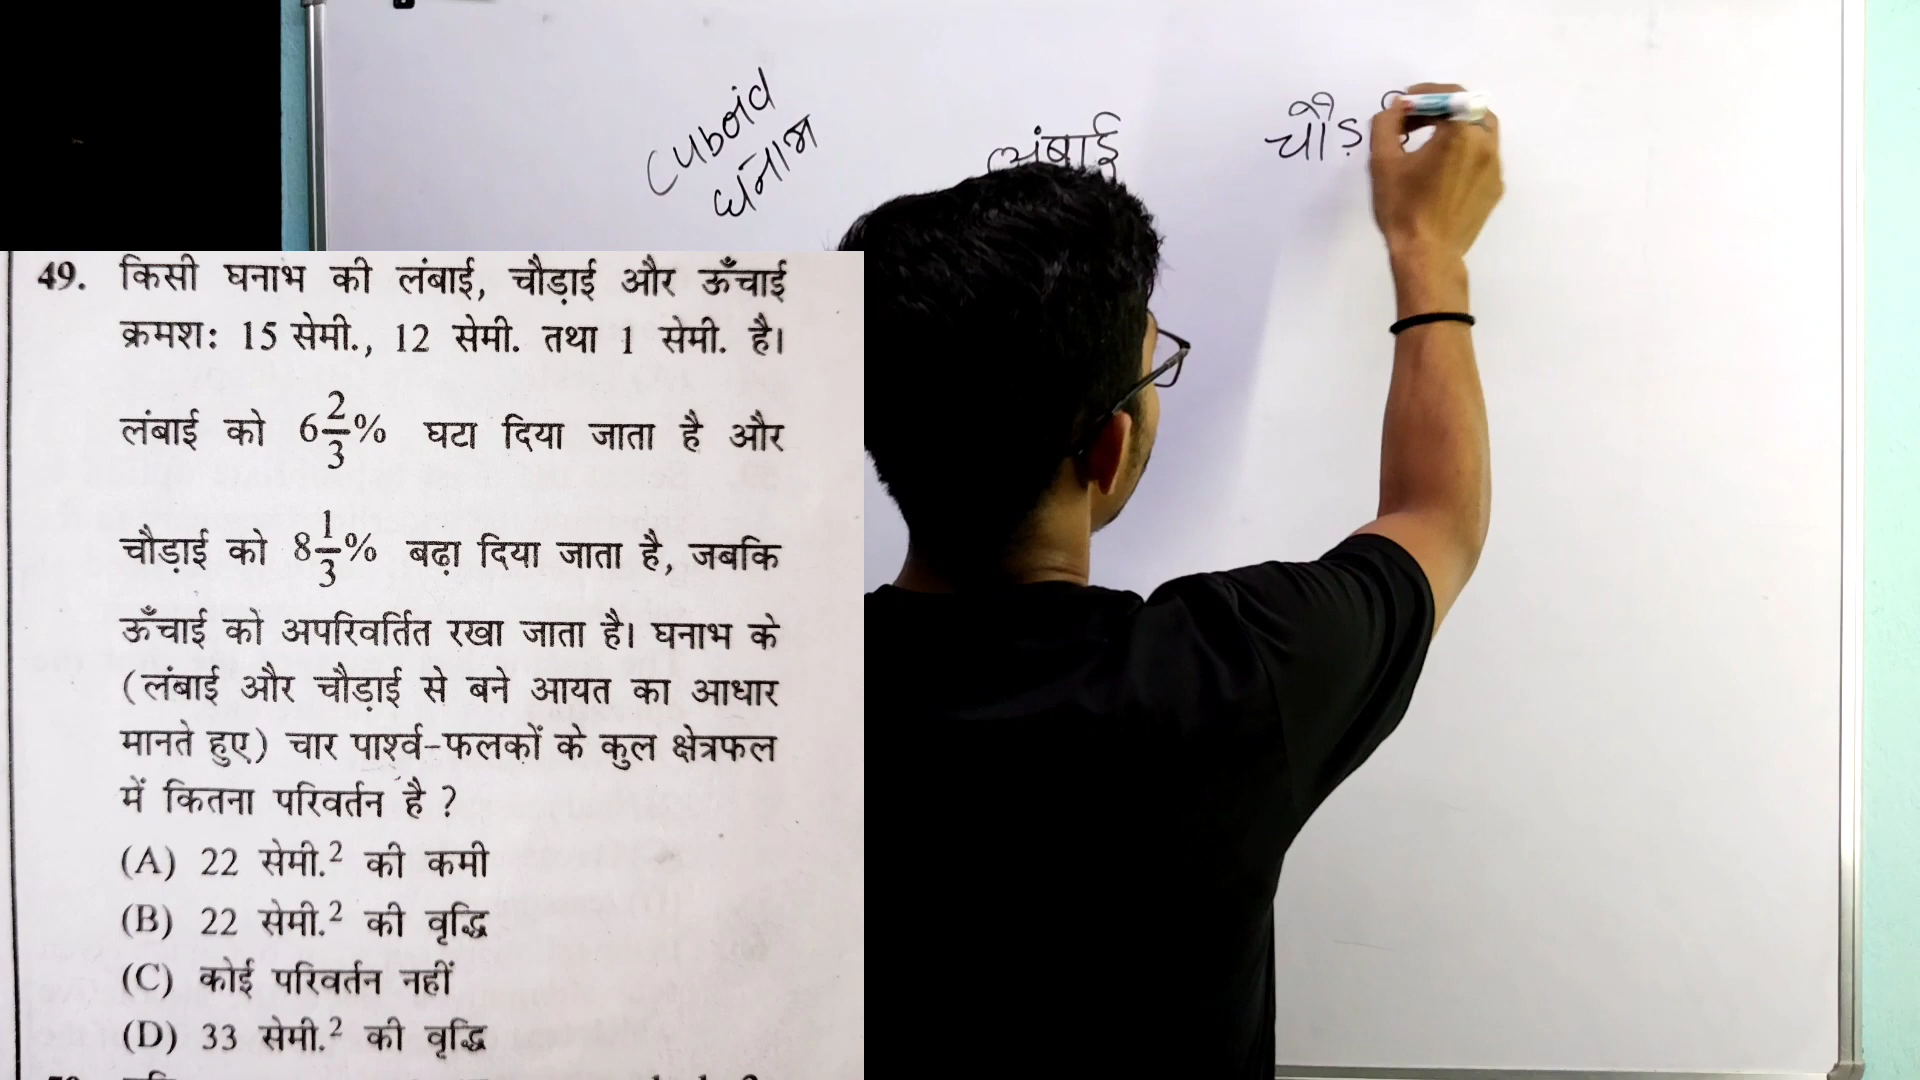 Cuboid
घनाभ
लंबाई
49. किसी घनाभ की लंबाई, चौड़ाई और ऊँचाई
क्रमशः 15 सेमी., 12 सेमी. तथा 1 सेमी. है।
लंबाई को 6 2/3% घटा दिया जाता है और
चौड़ाई को 8 1/3% बढ़ा दिया जाता है, जबकि
ऊँचाई को अपरिवर्तित रखा जाता है। घनाभ के
(लंबाई और चौड़ाई से बने आयत का आधार
मानते हुए) चार पार्श्व-फलकों के कुल क्षेत्रफल
में कितना परिवर्तन है ?
(A) 22 सेमी.² की कमी
(B) 22 सेमी.² की वृद्धि
(C) कोई परिवर्तन नहीं
(D) 33 सेमी.² की वृद्धि